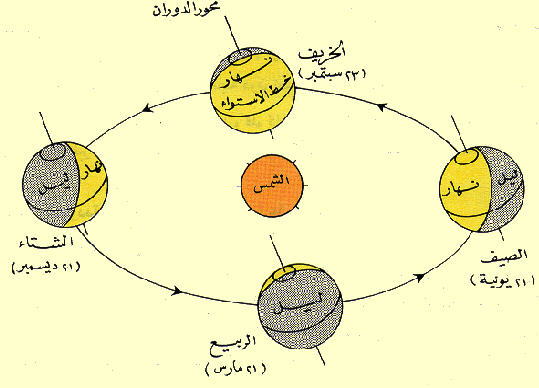 محور الدوران
الخريف
(٢٣ سبتمبر)
نهار
خط الاستواء
الشمس
ليل
نهار
الشتاء
(٢١ ديسمبر)
نهار
ليل
الصيف
(٢١ يونية)
ليل
الربيع
(٢١ مارس)